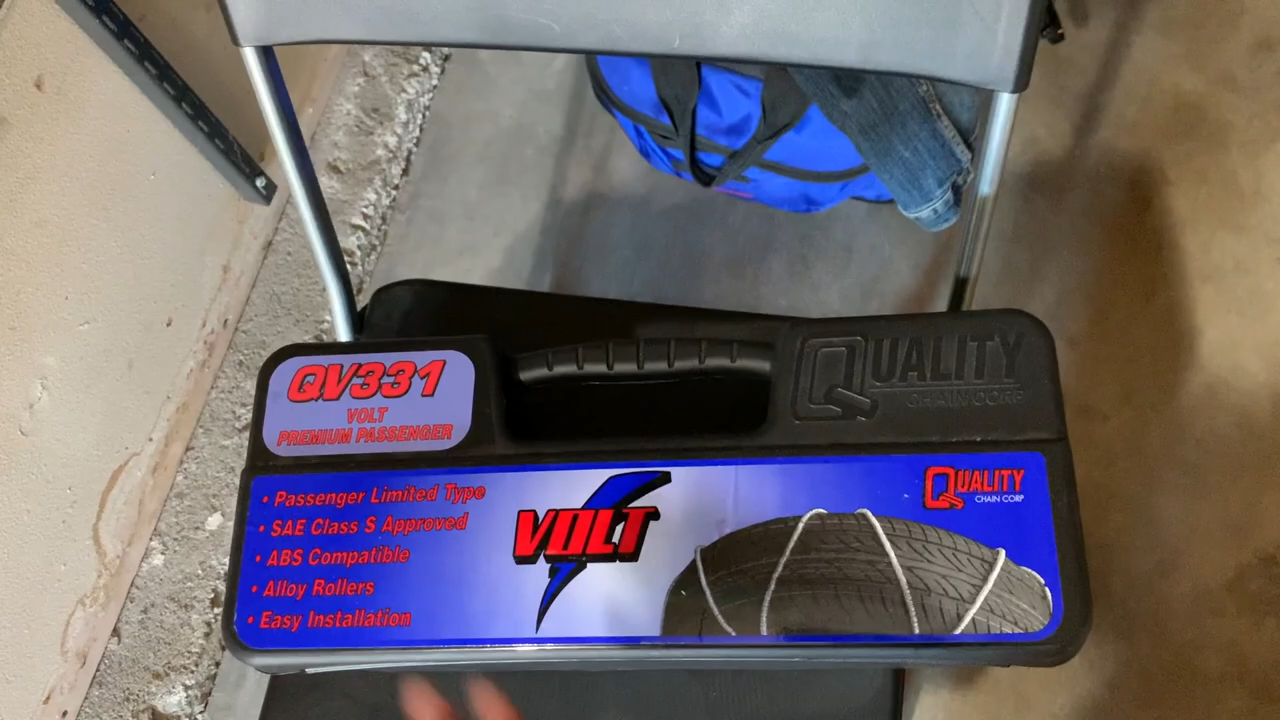 QV331
VOLT
PREMIUM PASSENGER
QUALITY
CHAIN CORP
• Passenger Limited Type
• SAE Class S Approved
• ABS Compatible
• Alloy Rollers
• Easy Installation
VOLT
QUALITY
CHAIN CORP